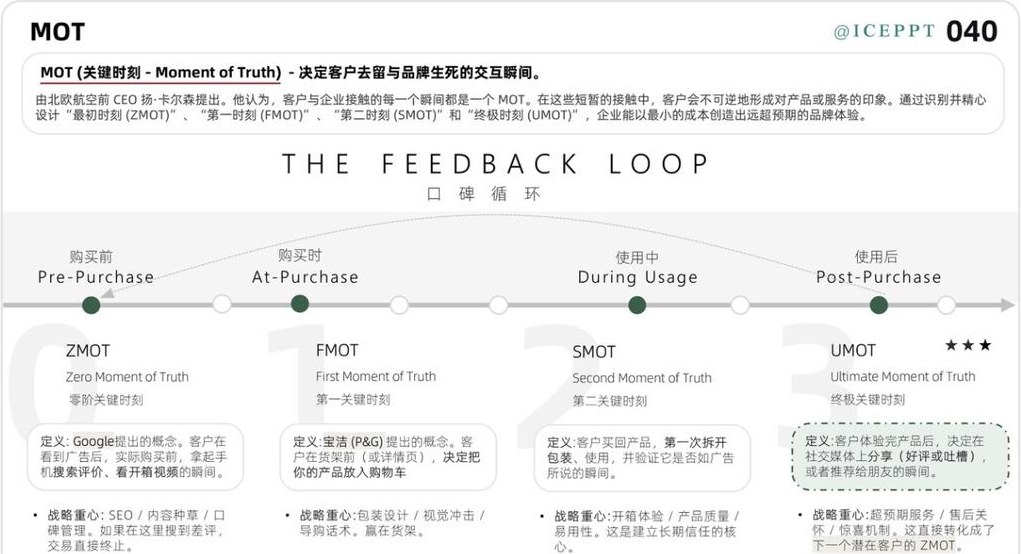 MOT
@ICEPPT 040
MOT (关键时刻 - Moment of Truth) - 决定客户去留与品牌生死的交互瞬间。
由北欧航空前 CEO 扬·卡尔森提出。他认为，客户与企业接触的每一个瞬间都是一个 MOT。在这些短暂的接触中，客户会不可逆地形成对产品或服务的印象。通过识别并精心
设计“最初时刻 (ZMOT)”、“第一时刻 (FMOT)”、“第二时刻 (SMOT)”和“终极时刻 (UMOT)”，企业能以最小的成本创造出远超预期的品牌体验。
THE FEEDBACK LOOP
口碑循环
购买前
Pre-Purchase
购买时
At-Purchase
使用中
During Usage
使用后
Post-Purchase
0
ZMOT
Zero Moment of Truth
零阶关键时刻
定义: Google提出的概念。客户在
看到广告后，实际购买前，拿起手
机搜索评价、看开箱视频的瞬间。
• 战略重心: SEO / 内容种草 / 口
碑管理。如果在这里搜到差评，
交易直接终止。
1
FMOT
First Moment of Truth
第一关键时刻
定义:宝洁 (P&G) 提出的概念。客
户在货架前（或详情页），决定把
你的产品放入购物车
• 战略重心:包装设计 / 视觉冲击 /
导购话术。赢在货架。
2
SMOT
Second Moment of Truth
第二关键时刻
定义:客户买回产品，第一次拆开
包装、使用，并验证它是否如广告
所说的瞬间。
• 战略重心:开箱体验 / 产品质量 /
易用性。这是建立长期信任的核
心。
3
UMOT ★★★
Ultimate Moment of Truth
终极关键时刻
定义:客户体验完产品后，决定在
社交媒体上分享（好评或吐槽），
或者推荐给朋友的瞬间。
• 战略重心:超预期服务 / 售后关
怀 / 惊喜机制。这直接转化成了
下一个潜在客户的 ZMOT。